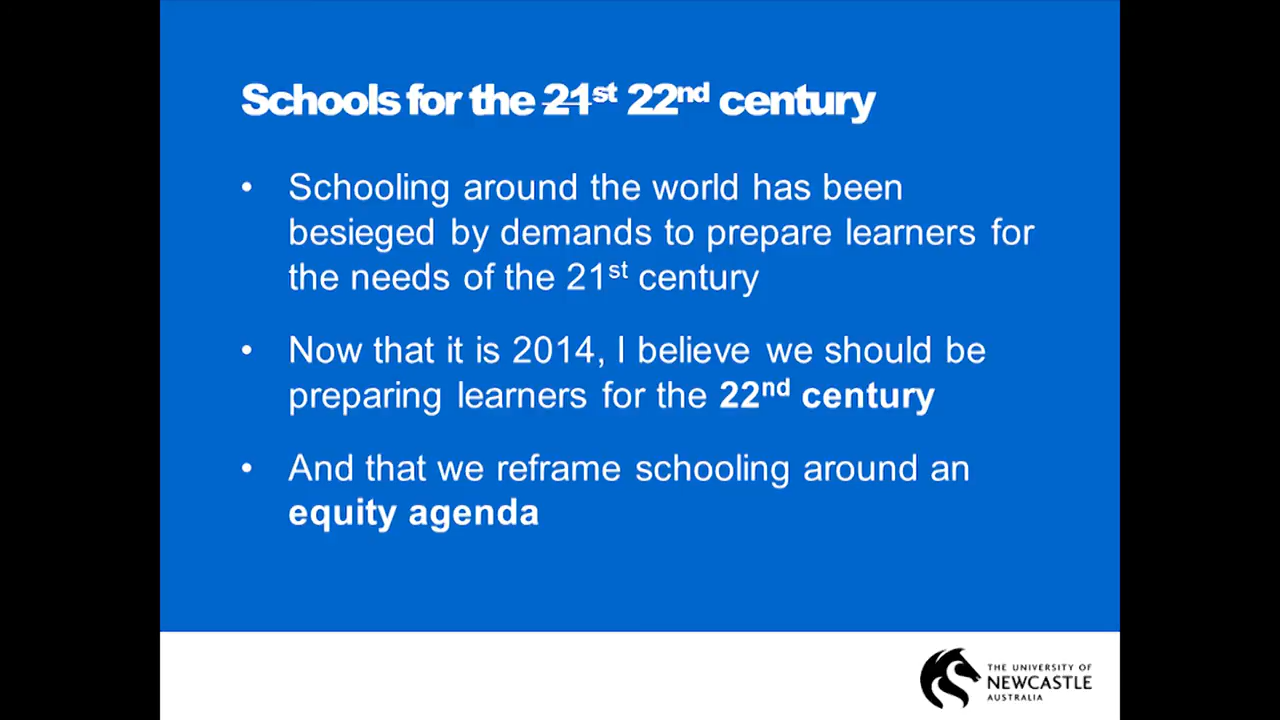 Schools for the 21st 22nd century
• Schooling around the world has been
besieged by demands to prepare learners for
the needs of the 21st century
• Now that it is 2014, I believe we should be
preparing learners for the 22nd century
• And that we reframe schooling around an
equity agenda
THE UNIVERSITY OF
NEWCASTLE
AUSTRALIA